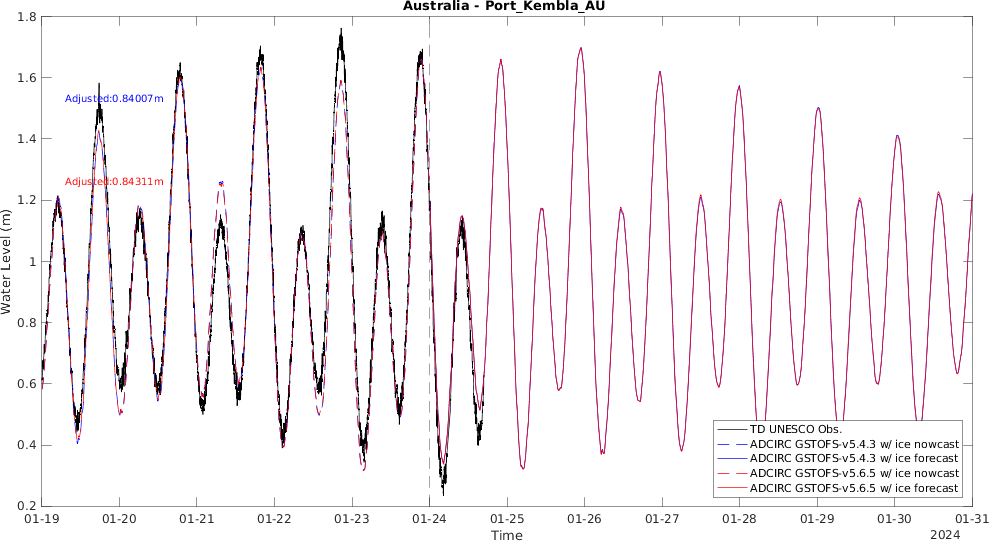 Australia - Port_Kembla_AU
1.8
1.6
1.4
1.2
1
0.8
0.6
0.4
0.2
Water Level (m)
Adjusted:0.84007m
Adjusted:0.84311m
TD UNESCO Obs.
ADCIRC GSTOFS-v5.4.3 w/ ice nowcast
ADCIRC GSTOFS-v5.4.3 w/ ice forecast
ADCIRC GSTOFS-v5.6.5 w/ ice nowcast
ADCIRC GSTOFS-v5.6.5 w/ ice forecast
01-19 01-20 01-21 01-22 01-23 01-24 01-25 01-26 01-27 01-28 01-29 01-30 01-31
Time
2024